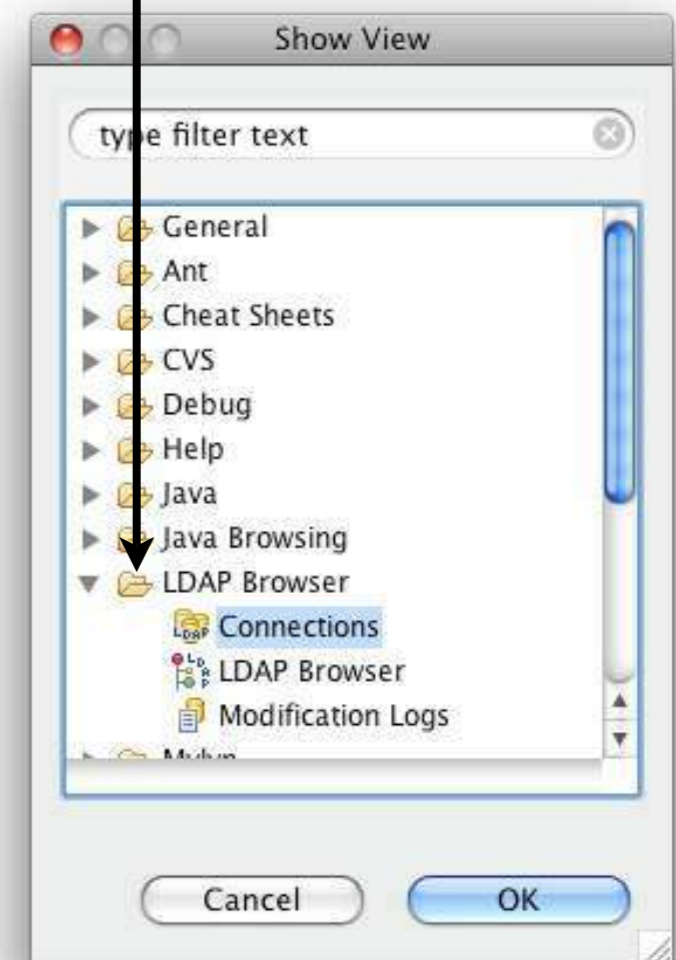 Show View
type filter text
General
Ant
Cheat Sheets
CVS
Debug
Help
Java
Java Browsing
LDAP Browser
Connections
LDAP Browser
Modification Logs
Mylyn
Cancel
OK